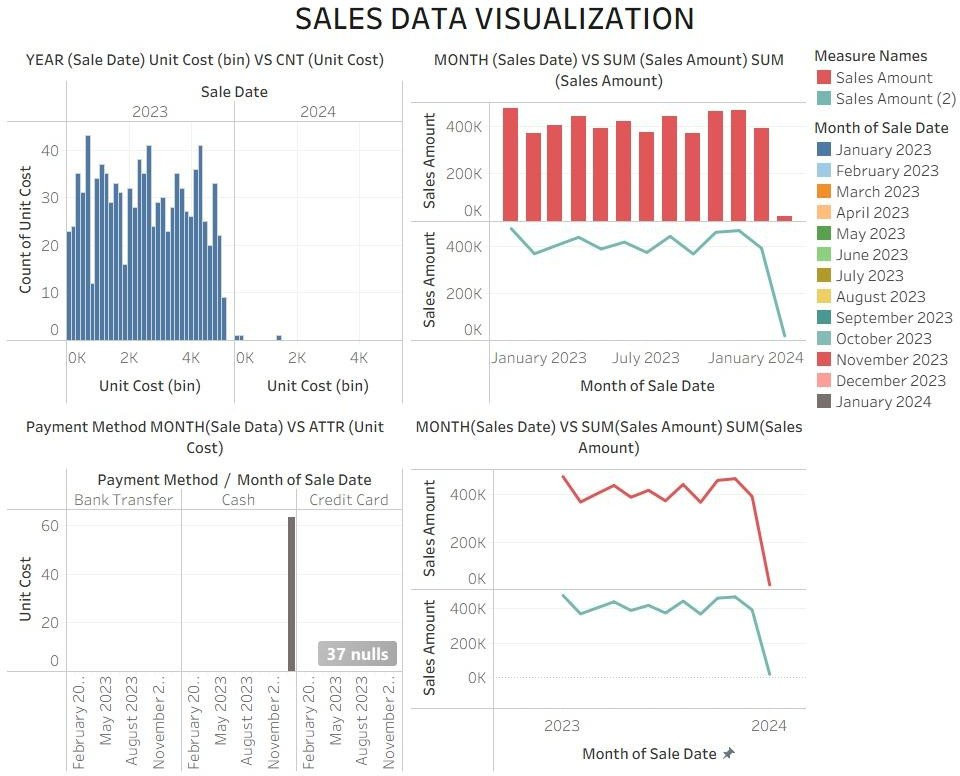 SALES DATA VISUALIZATION
YEAR (Sale Date) Unit Cost (bin) VS CNT (Unit Cost)
Sale Date
2023 2024
Count of Unit Cost
40
30
20
10
0
0K 2K 4K 0K 2K 4K
Unit Cost (bin) Unit Cost (bin)
MONTH (Sales Date) VS SUM (Sales Amount) SUM
(Sales Amount)
Sales Amount
400K
200K
0K
Sales Amount
400K
200K
0K
January 2023 July 2023 January 2024
Month of Sale Date
Measure Names
Sales Amount
Sales Amount (2)
Month of Sale Date
January 2023
February 2023
March 2023
April 2023
May 2023
June 2023
July 2023
August 2023
September 2023
October 2023
November 2023
December 2023
January 2024
Payment Method MONTH(Sale Data) VS ATTR (Unit
Cost)
Payment Method / Month of Sale Date
Bank Transfer Cash Credit Card
Unit Cost
60
40
20
0
37 nulls
February 20..
May 2023
August 2023
November 2..
February 20..
May 2023
August 2023
November 2..
February 20..
May 2023
August 2023
November 2..
MONTH(Sales Date) VS SUM(Sales Amount) SUM(Sales
Amount)
Sales Amount
400K
200K
0K
Sales Amount
400K
200K
0K
2023 2024
Month of Sale Date